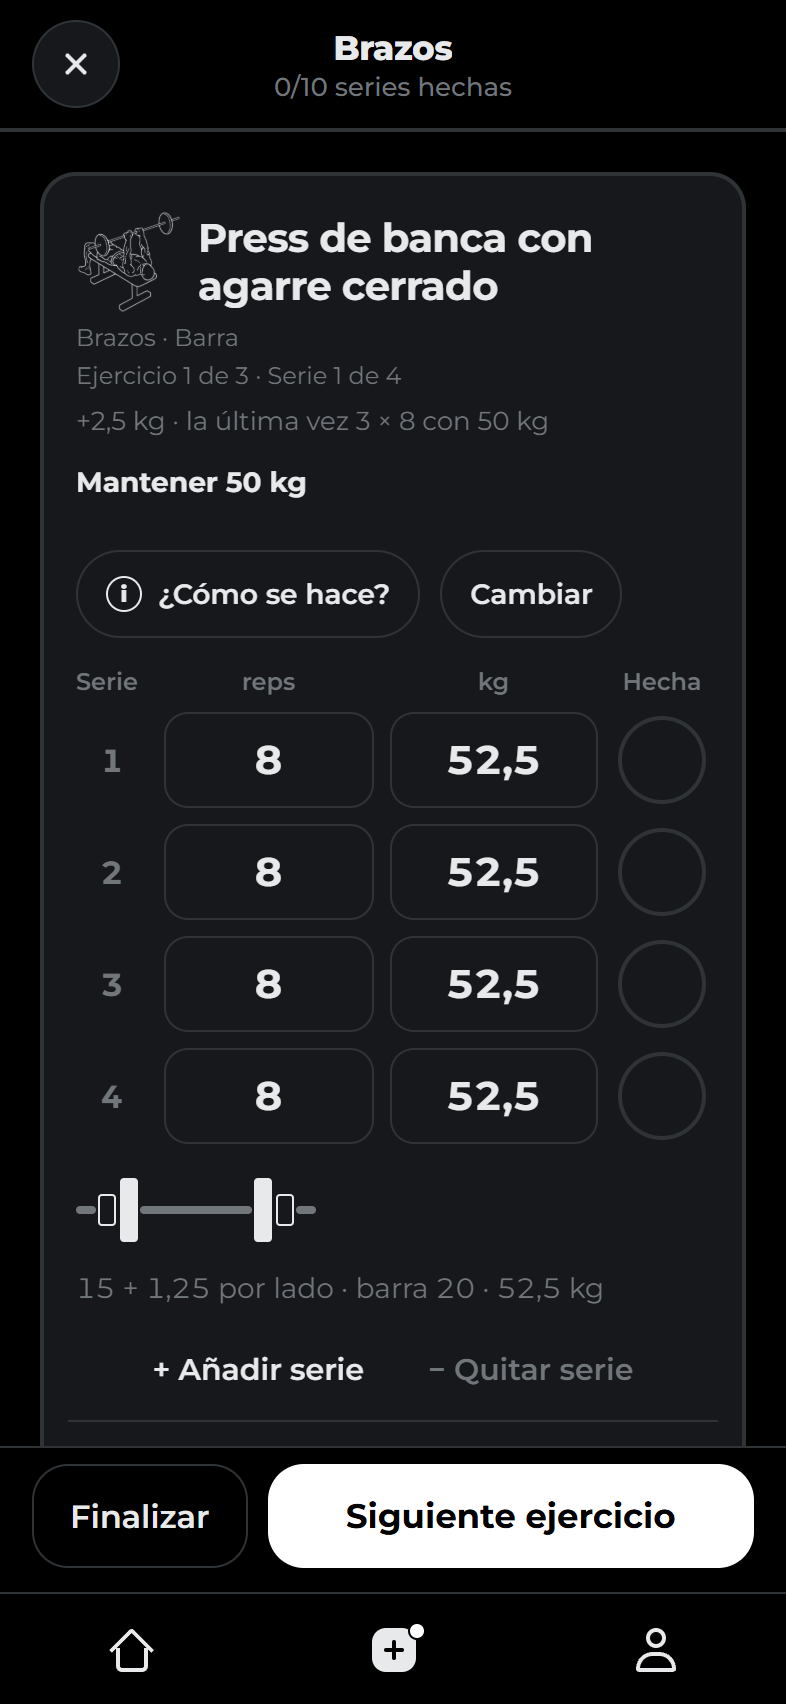 Brazos
0/10 series hechas
Press de banca con
agarre cerrado
Brazos · Barra
Ejercicio 1 de 3 · Serie 1 de 4
+2,5 kg · la última vez 3 × 8 con 50 kg
Mantener 50 kg
¿Cómo se hace? Cambiar
Serie reps kg Hecha
1 8 52,5
2 8 52,5
3 8 52,5
4 8 52,5
15 + 1,25 por lado · barra 20 · 52,5 kg
+ Añadir serie − Quitar serie
Finalizar Siguiente ejercicio